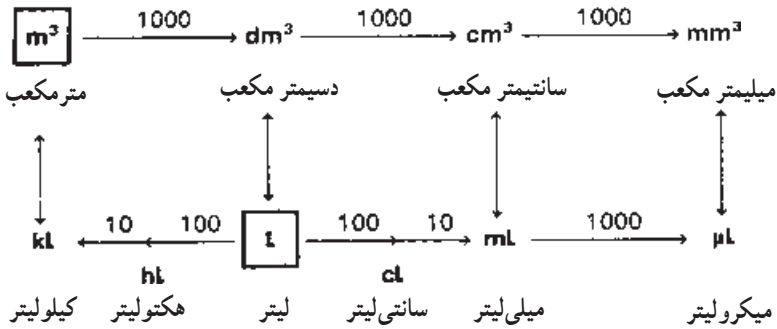 m³ 1000 dm³ 1000 cm³ 1000 mm³
مترمکعب دسیمتر مکعب سانتیمتر مکعب میلیمتر مکعب
kl 10 100 l 100 10 ml 1000 μl
hl cl
کیلولیتر هکتولیتر لیتر سانتی‌لیتر میلی‌لیتر میکرولیتر